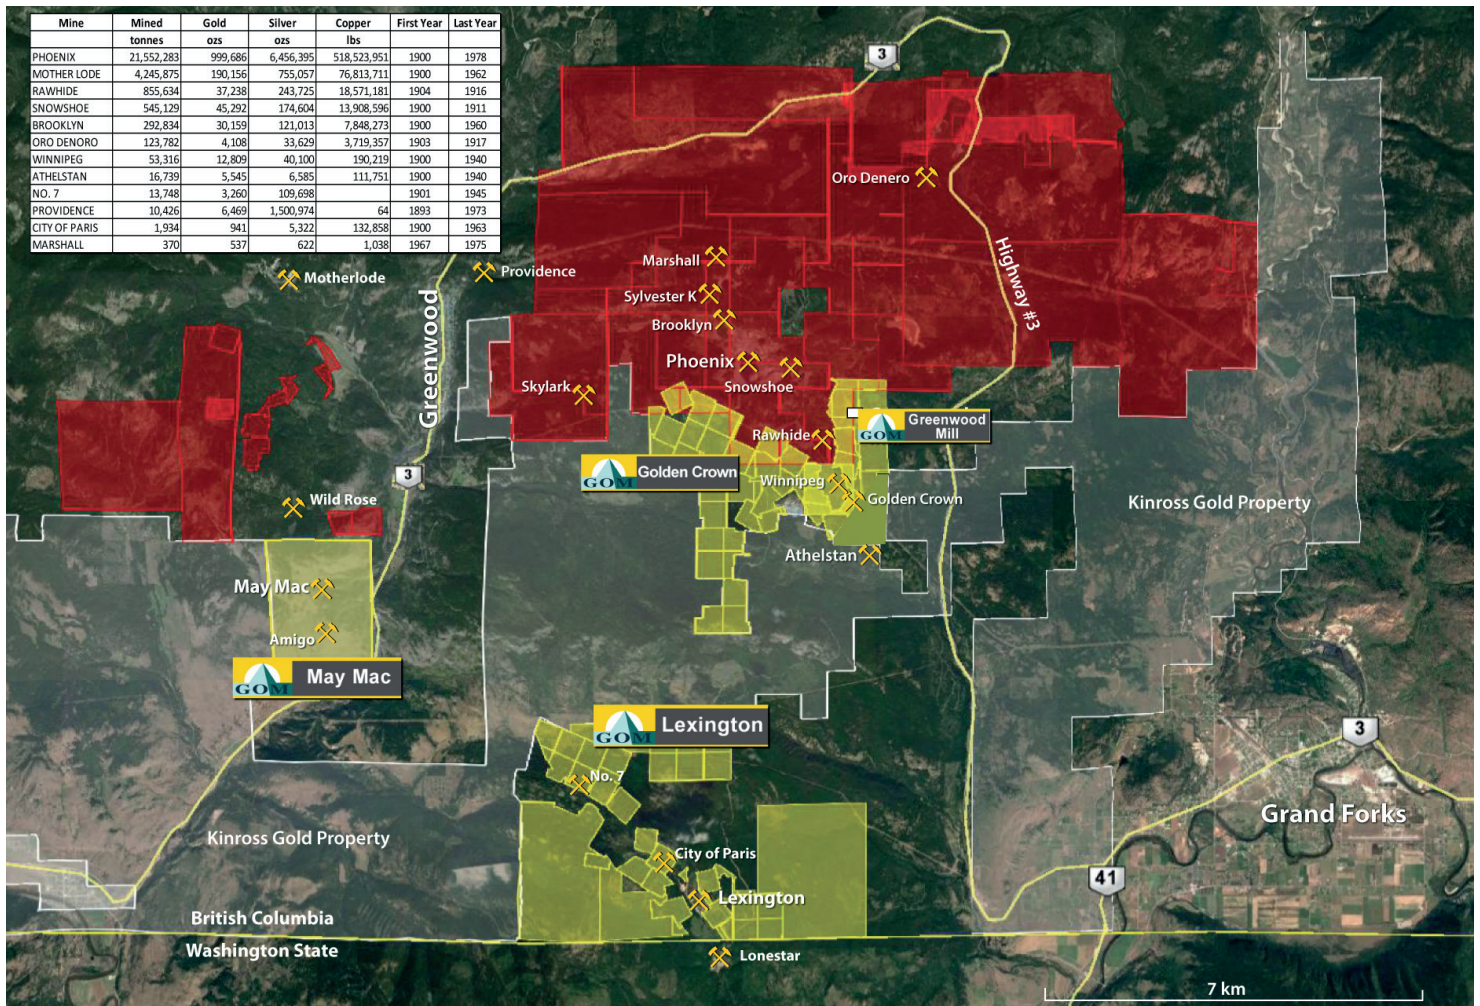 Mine Mined Gold Silver Copper First Year Last Year
tonnes ozs ozs lbs
PHOENIX 21,552,283 999,686 6,456,395 518,523,951 1900 1978
MOTHER LODE 4,245,875 190,156 755,057 76,813,711 1900 1962
RAWHIDE 855,634 37,238 243,725 18,571,181 1904 1916
SNOWSHOE 545,129 45,292 174,604 13,908,596 1900 1911
BROOKLYN 292,834 30,159 121,013 7,848,273 1900 1960
ORO DENORO 123,782 4,108 33,629 3,719,357 1903 1917
WINNIPEG 53,316 12,809 40,100 190,219 1900 1940
ATHELSTAN 16,739 5,545 6,585 111,751 1900 1940
NO. 7 13,748 3,260 109,698 1901 1945
PROVIDENCE 10,426 6,469 1,500,974 64 1893 1973
CITY OF PARIS 1,934 941 5,322 132,858 1900 1963
MARSHALL 370 537 622 1,038 1967 1975
3
Oro Denero
Highway #3
Marshall
Motherlode
Providence
Sylvester K
Brooklyn
Greenwood
Phoenix
Snowshoe
Skylark
GOM Greenwood
Mill
Rawhide
GOM Golden Crown
3
Winnipeg
Golden Crown
Wild Rose
Kinross Gold Property
Athelstan
May Mac
Amigo
GOM May Mac
GOM Lexington
3
No. 7
Grand Forks
Kinross Gold Property
City of Paris
41
Lexington
British Columbia
Washington State
Lonestar
7 km